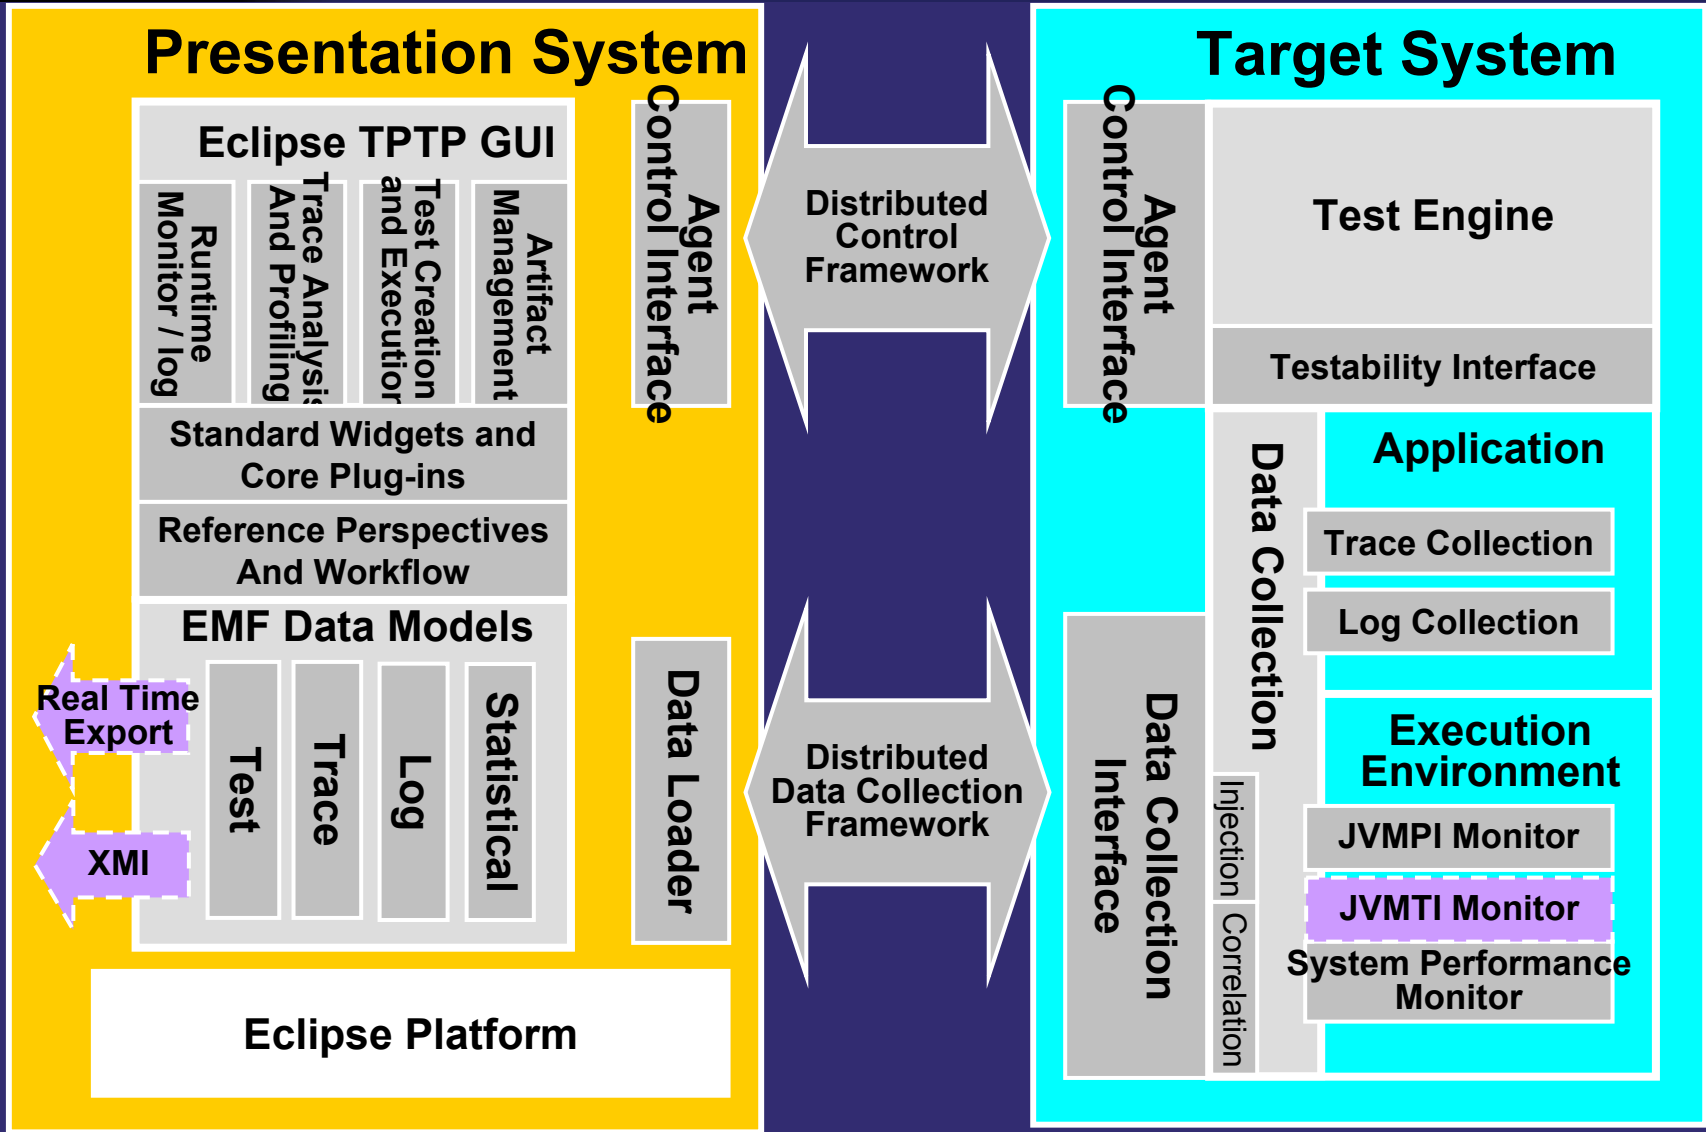 Presentation System
Eclipse TPTP GUI
Runtime
Monitor / log
Trace Analysis
And Profiling
Test Creation
and Execution
Artifact
Management
Standard Widgets and
Core Plug-ins
Reference Perspectives
And Workflow
EMF Data Models
Test
Trace
Log
Statistical
Real Time
Export
XMI
Eclipse Platform
Agent
Control Interface
Data Loader
Distributed
Control
Framework
Distributed
Data Collection
Framework
Target System
Agent
Control Interface
Test Engine
Testability Interface
Data Collection
Interface
Data Collection
Injection
Correlation
Application
Trace Collection
Log Collection
Execution
Environment
JVMPI Monitor
JVMTI Monitor
System Performance
Monitor